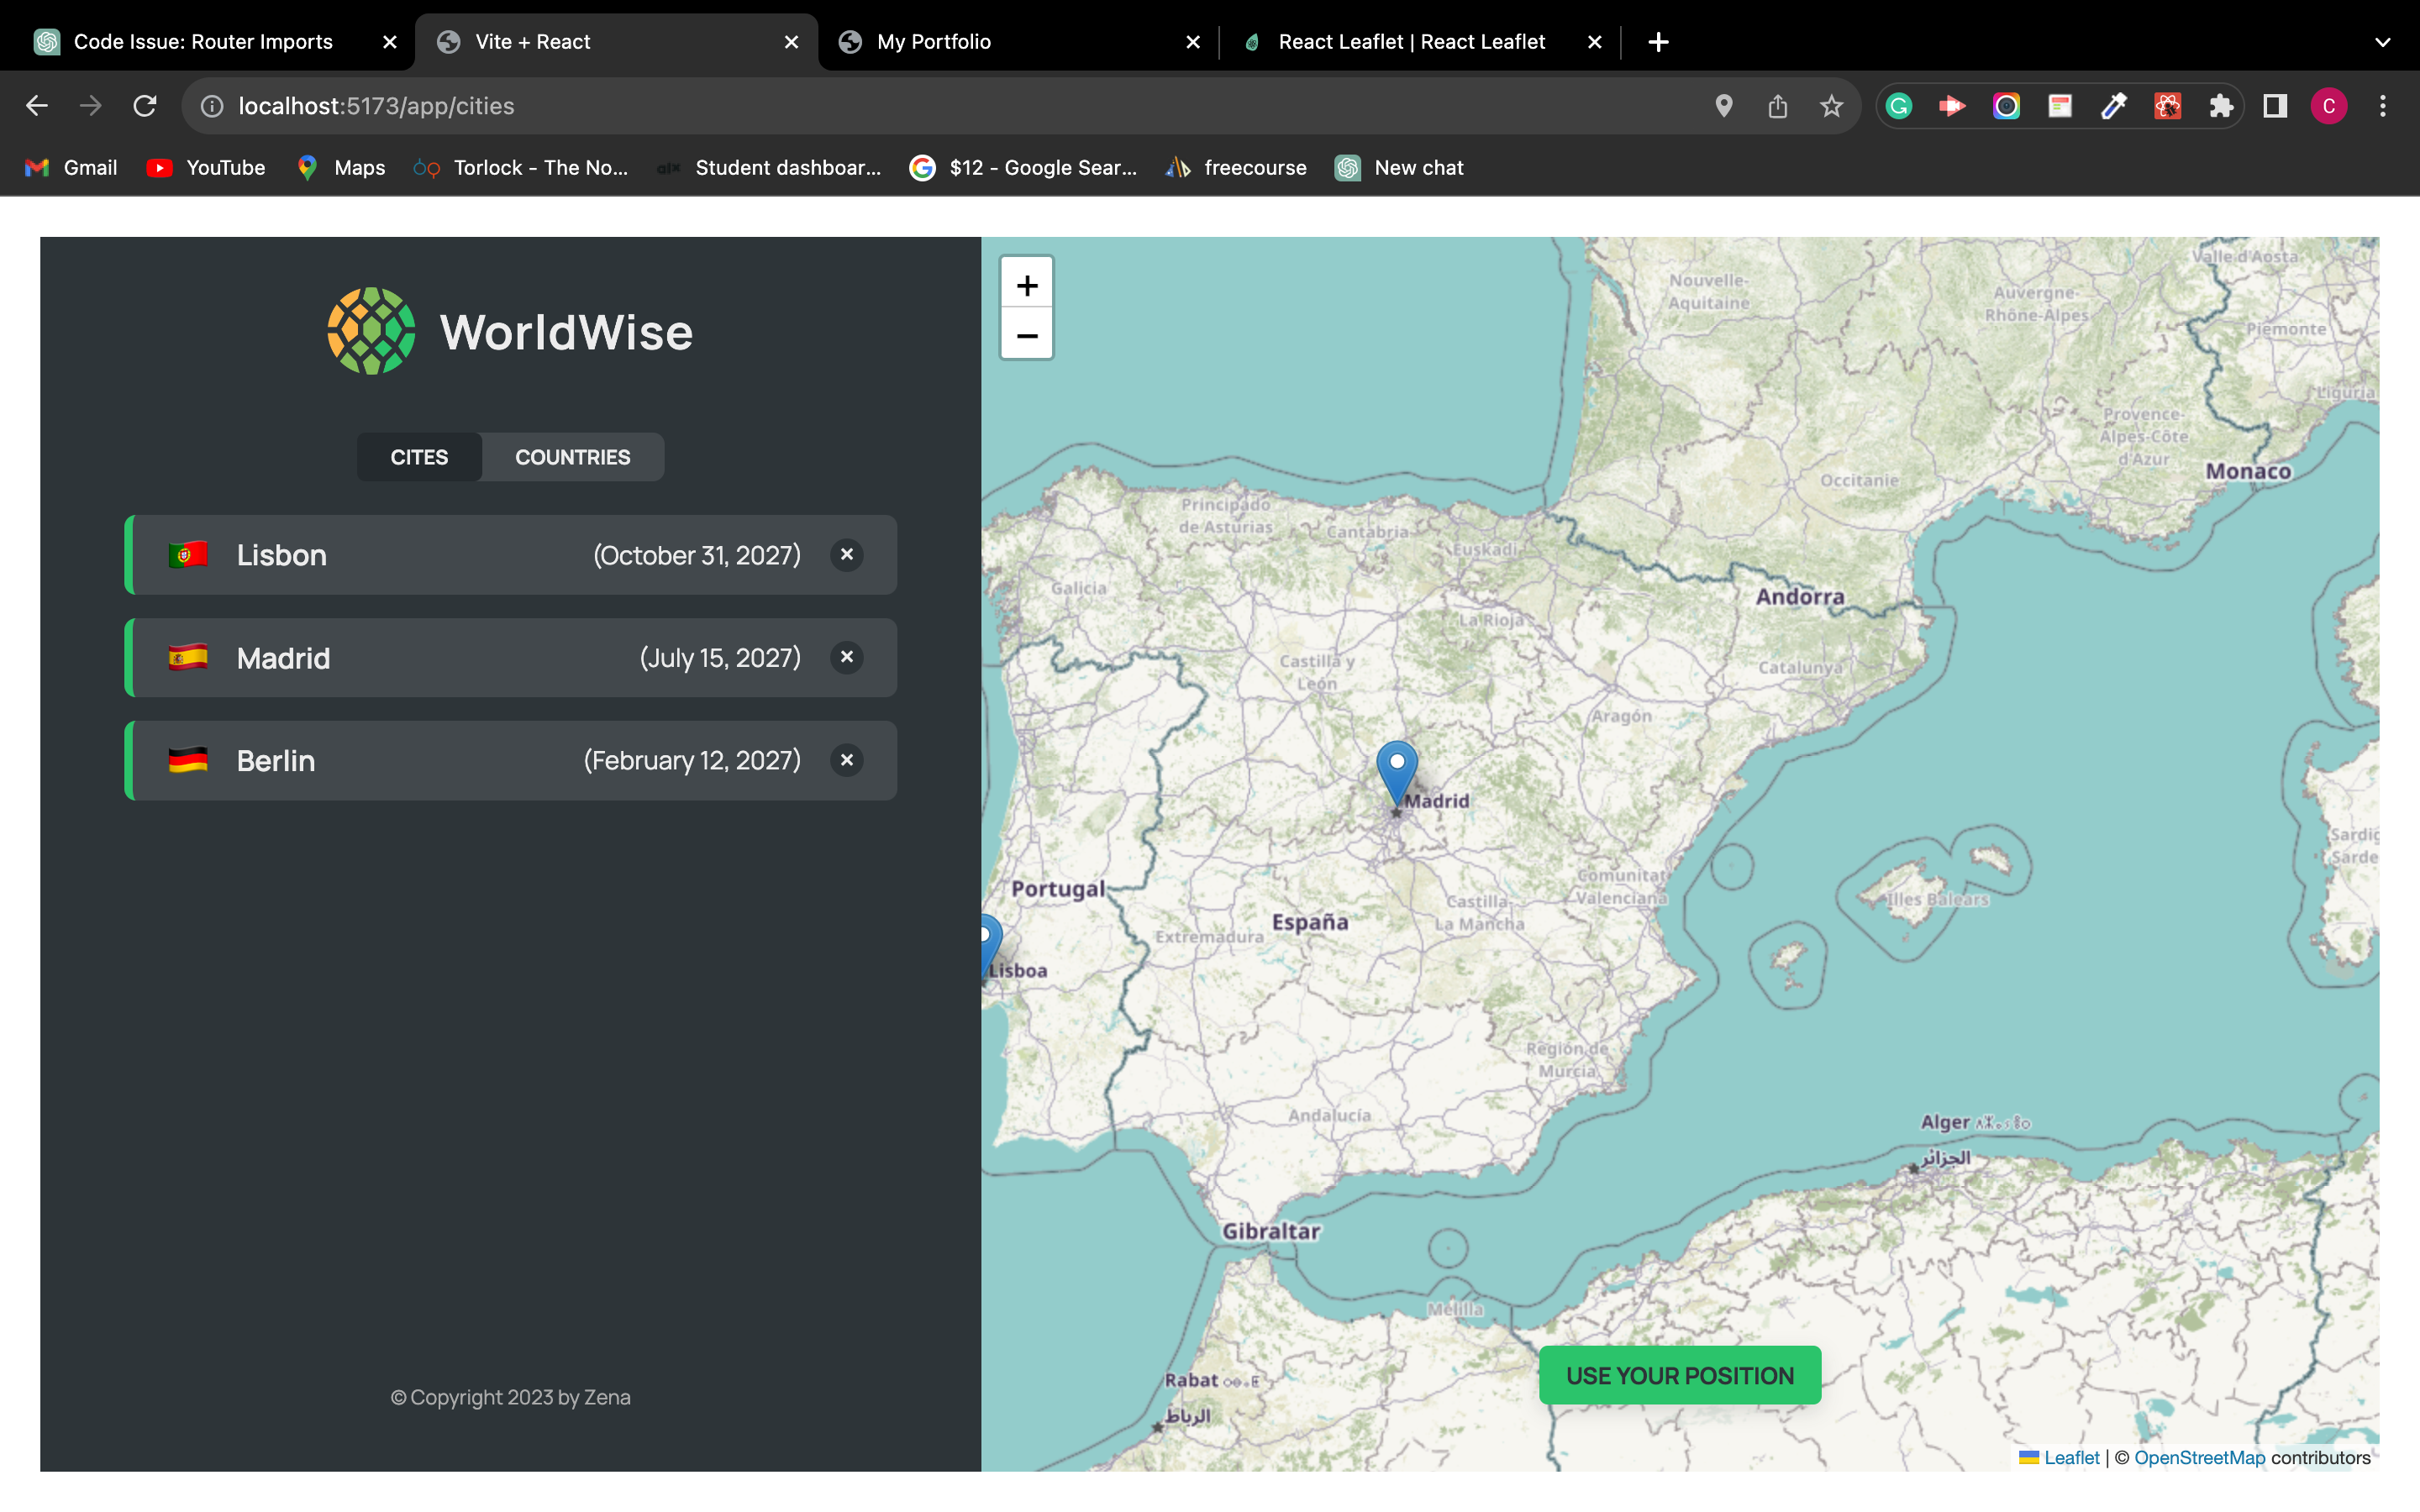 Code Issue: Router Imports
Vite + React
My Portfolio
React Leaflet | React Leaflet
localhost:5173/app/cities
C
Gmail
YouTube
Maps
Torlock - The No...
Student dashboar...
$12 - Google Sear...
freecourse
New chat
WorldWise
CITES COUNTRIES
Lisbon (October 31, 2027)
Madrid (July 15, 2027)
Berlin (February 12, 2027)
© Copyright 2023 by Zena
+
−
Nouvelle-
Aquitaine
Auvergne-
Rhône-Alpes
Valle d'Aosta
Piemonte
Liguria
Provence-
Alpes-Côte
d'Azur
Monaco
Occitanie
Principado
de Asturias
Cantabria
Euskadi
Galicia
La Rioja
Andorra
Castilla y
León
Catalunya
Aragón
Madrid
Portugal
España
Extremadura
Castilla-
La Mancha
Comunitat
Valenciana
Illes Balears
Lisboa
Región de
Murcia
Andalucía
Gibraltar
Melilla
Alger
الجزائر
Rabat
الرباط
USE YOUR POSITION
Leaflet | © OpenStreetMap contributors